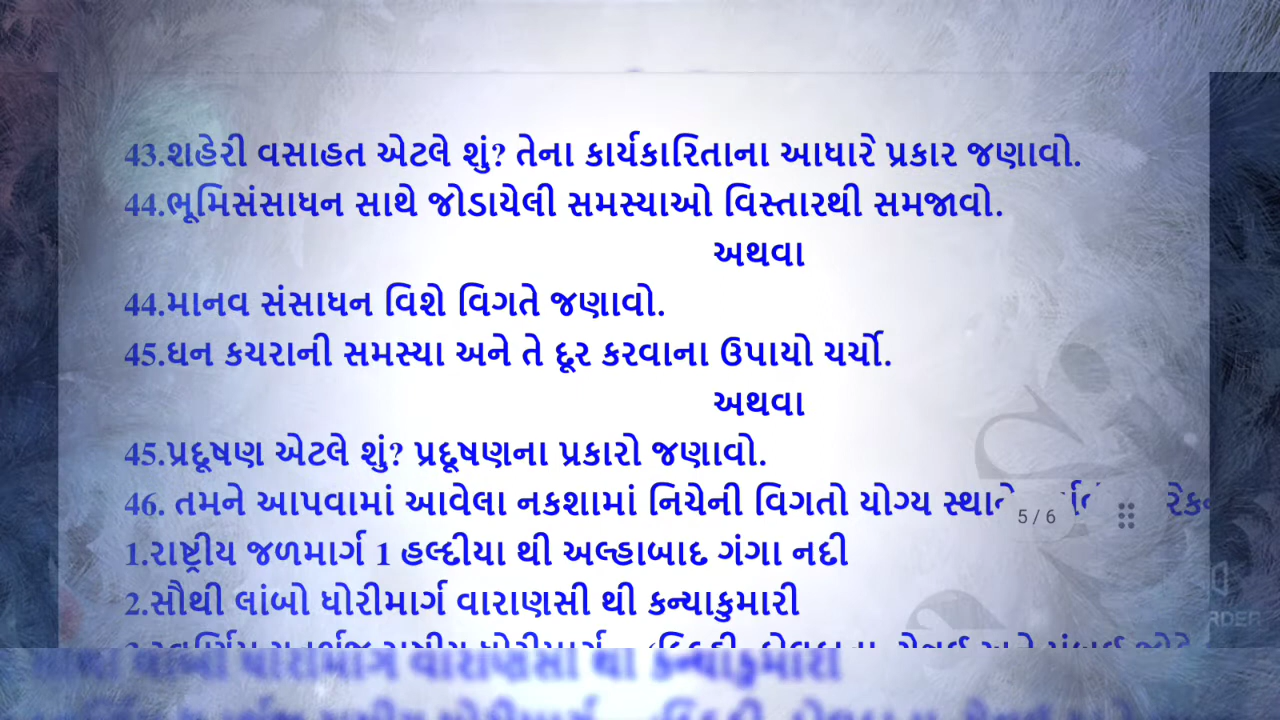 43.શહેરી વસાહત એટલે શું? તેના કાર્યકારિતાના આધારે પ્રકાર જણાવો.
44.ભૂમિસંસાધન સાથે જોડાયેલી સમસ્યાઓ વિસ્તારથી સમજાવો.
અથવા
44.માનવ સંસાધન વિશે વિગતે જણાવો.
45.ઘન કચરાની સમસ્યા અને તે દૂર કરવાના ઉપાયો ચર્ચો.
અથવા
45.પ્રદૂષણ એટલે શું? પ્રદૂષણના પ્રકારો જણાવો.
46. તમને આપવામાં આવેલા નકશામાં નિચેની વિગતો યોગ્ય
5 / 6
1.રાષ્ટ્રીય જળમાર્ગ 1 હલ્દીયા થી અલ્હાબાદ ગંગા નદી
2.સૌથી લાંબો ધોરીમાર્ગ વારાણસી થી કન્યાકુમારી